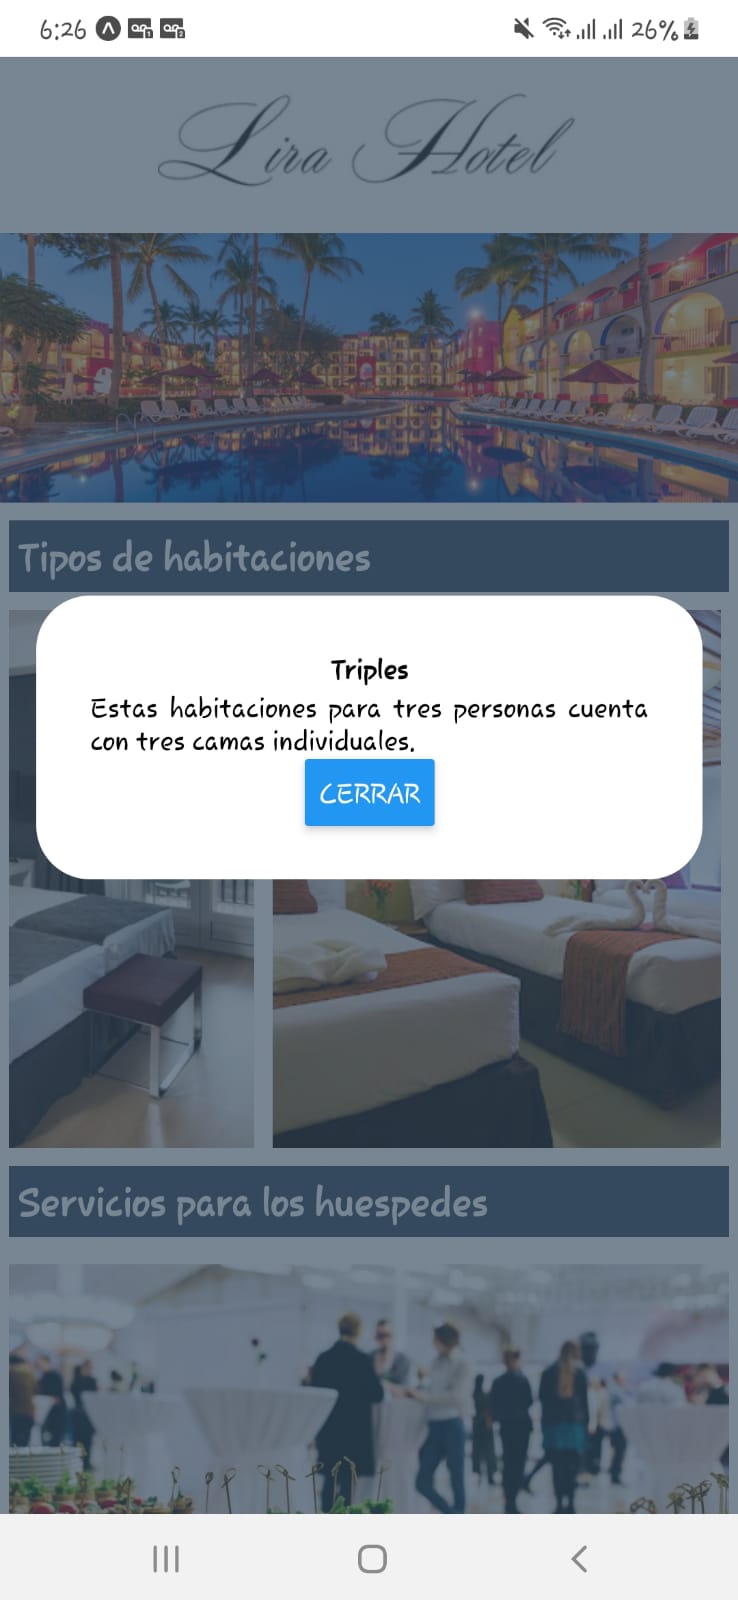 6:26 26%
Lira Hotel
Tipos de habitaciones
Triples
Estas habitaciones para tres personas cuenta
con tres camas individuales.
CERRAR
Servicios para los huespedes